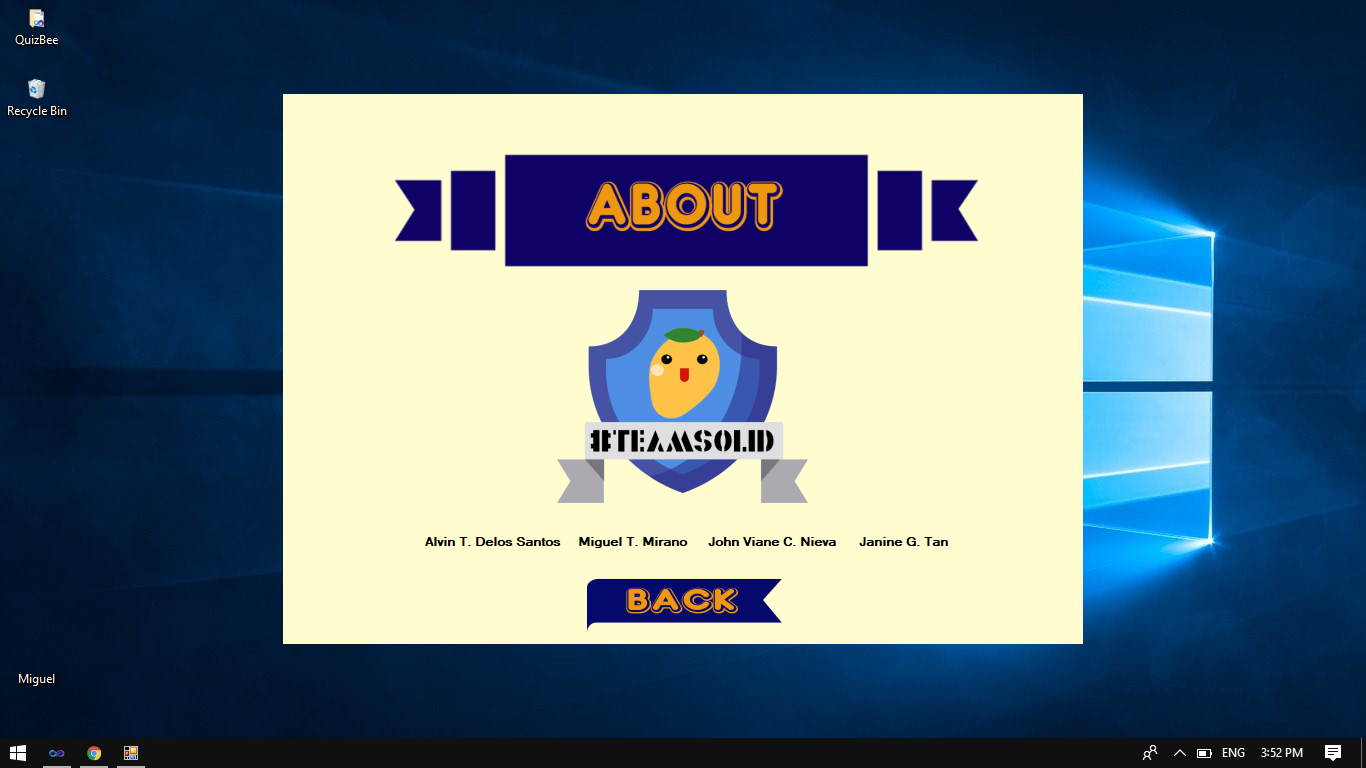 QuizBee
Recycle Bin
ABOUT
#TEAMSOLID
Alvin T. Delos Santos Miguel T. Mirano John Viane C. Nieva Janine G. Tan
BACK
Miguel
ENG 3:52 PM